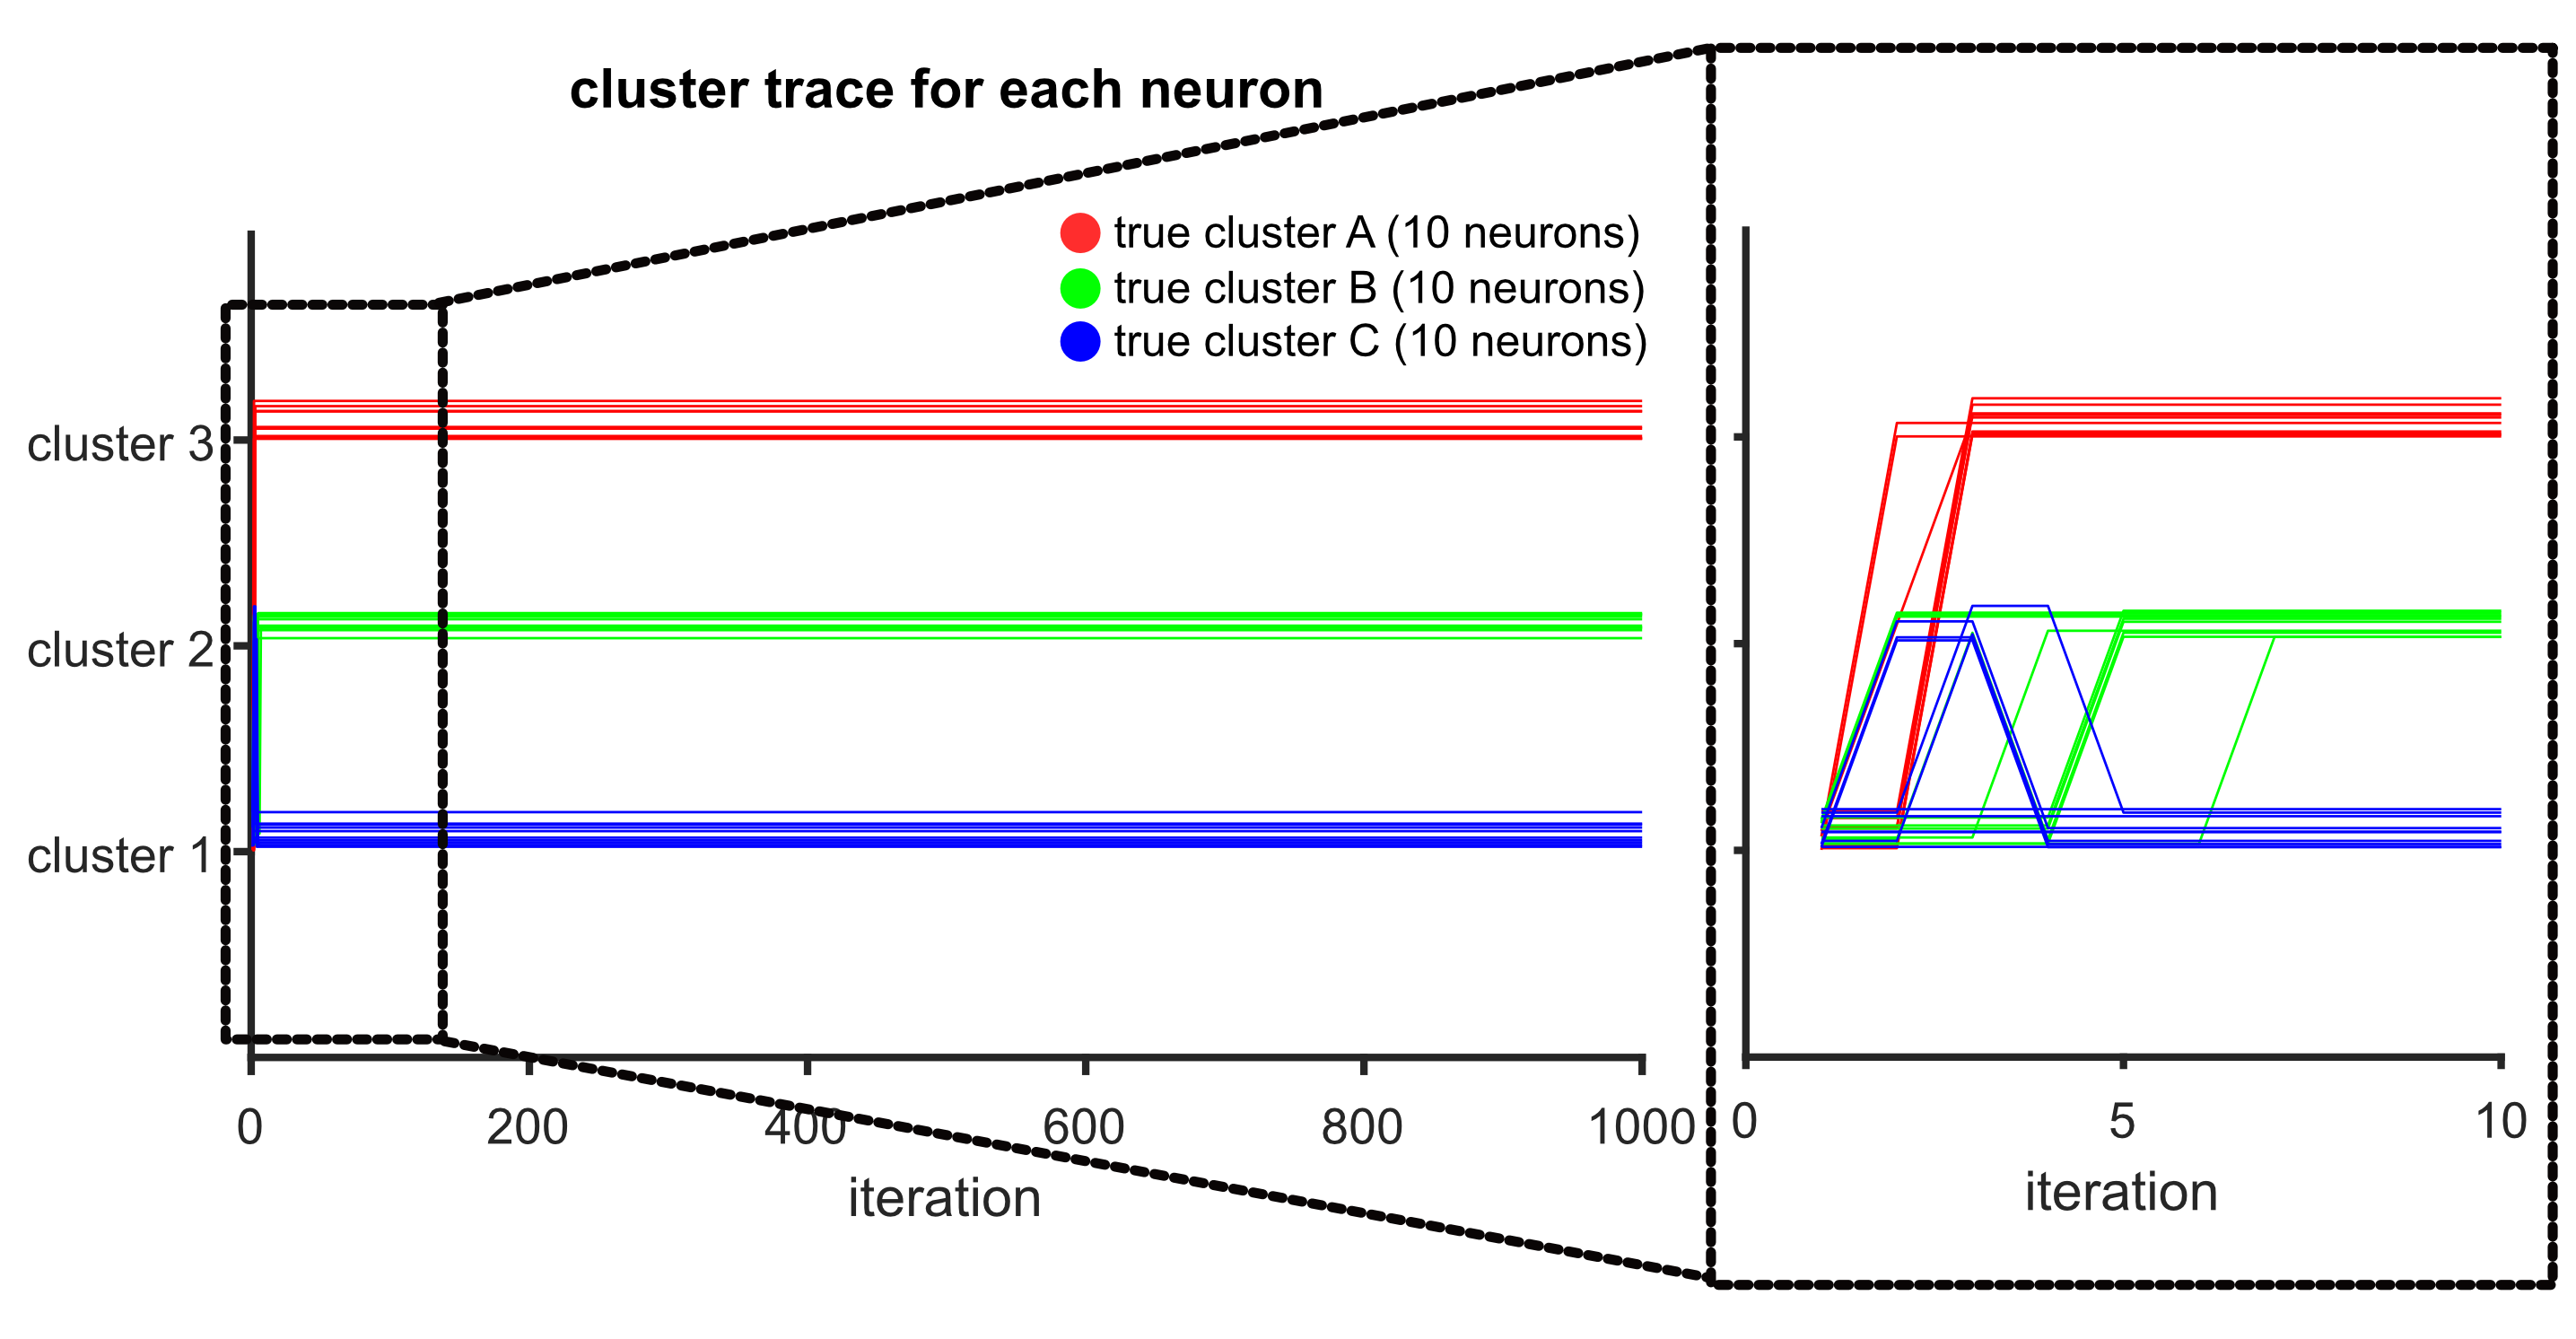 cluster trace for each neuron
true cluster A (10 neurons)
true cluster B (10 neurons)
true cluster C (10 neurons)
cluster 3
cluster 2
cluster 1
0 200 400 600 800 1000
iteration
0 5 10
iteration